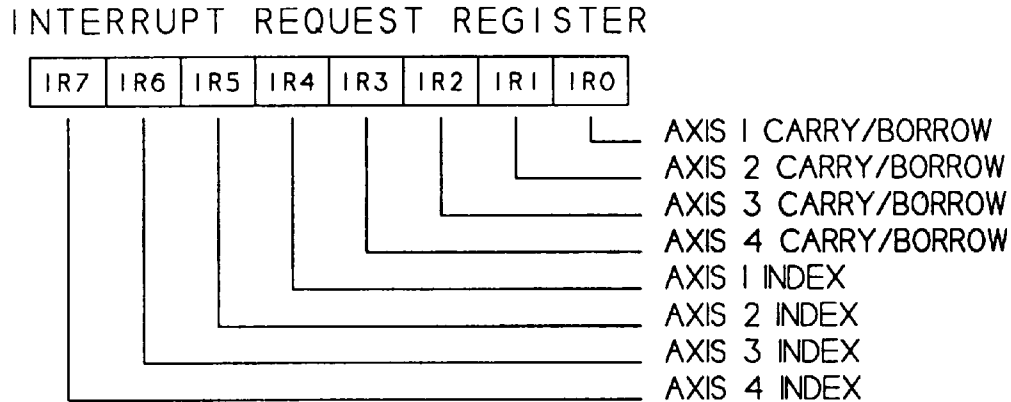 INTERRUPT REQUEST REGISTER
IR7 IR6 IR5 IR4 IR3 IR2 IR1 IR0
AXIS 1 CARRY/BORROW
AXIS 2 CARRY/BORROW
AXIS 3 CARRY/BORROW
AXIS 4 CARRY/BORROW
AXIS 1 INDEX
AXIS 2 INDEX
AXIS 3 INDEX
AXIS 4 INDEX